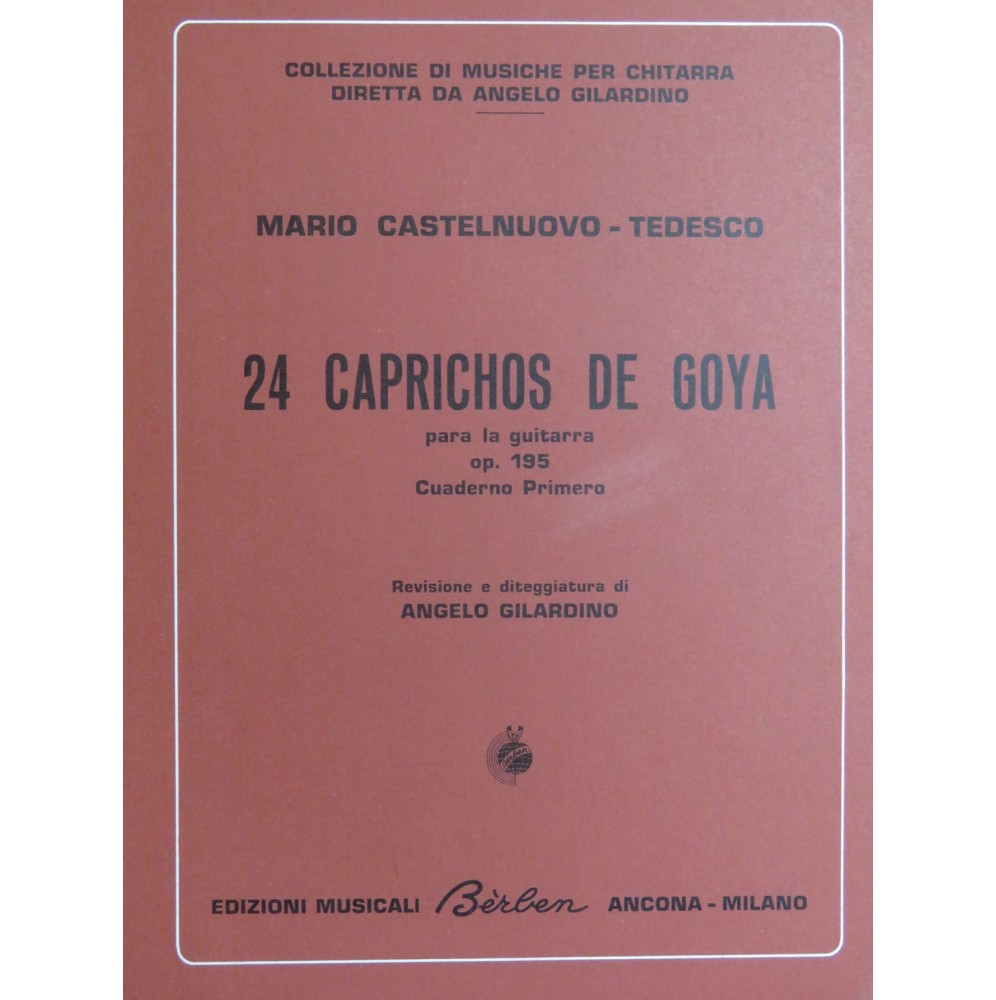 COLLEZIONE DI MUSICHE PER CHITARRA
DIRETTA DA ANGELO GILARDINO
MARIO CASTELNUOVO - TEDESCO
24 CAPRICHOS DE GOYA
para la guitarra
op. 195
Cuaderno Primero
Revisione e diteggiatura di
ANGELO GILARDINO
Bèrben
EDIZIONI MUSICALI Bèrben ANCONA - MILANO